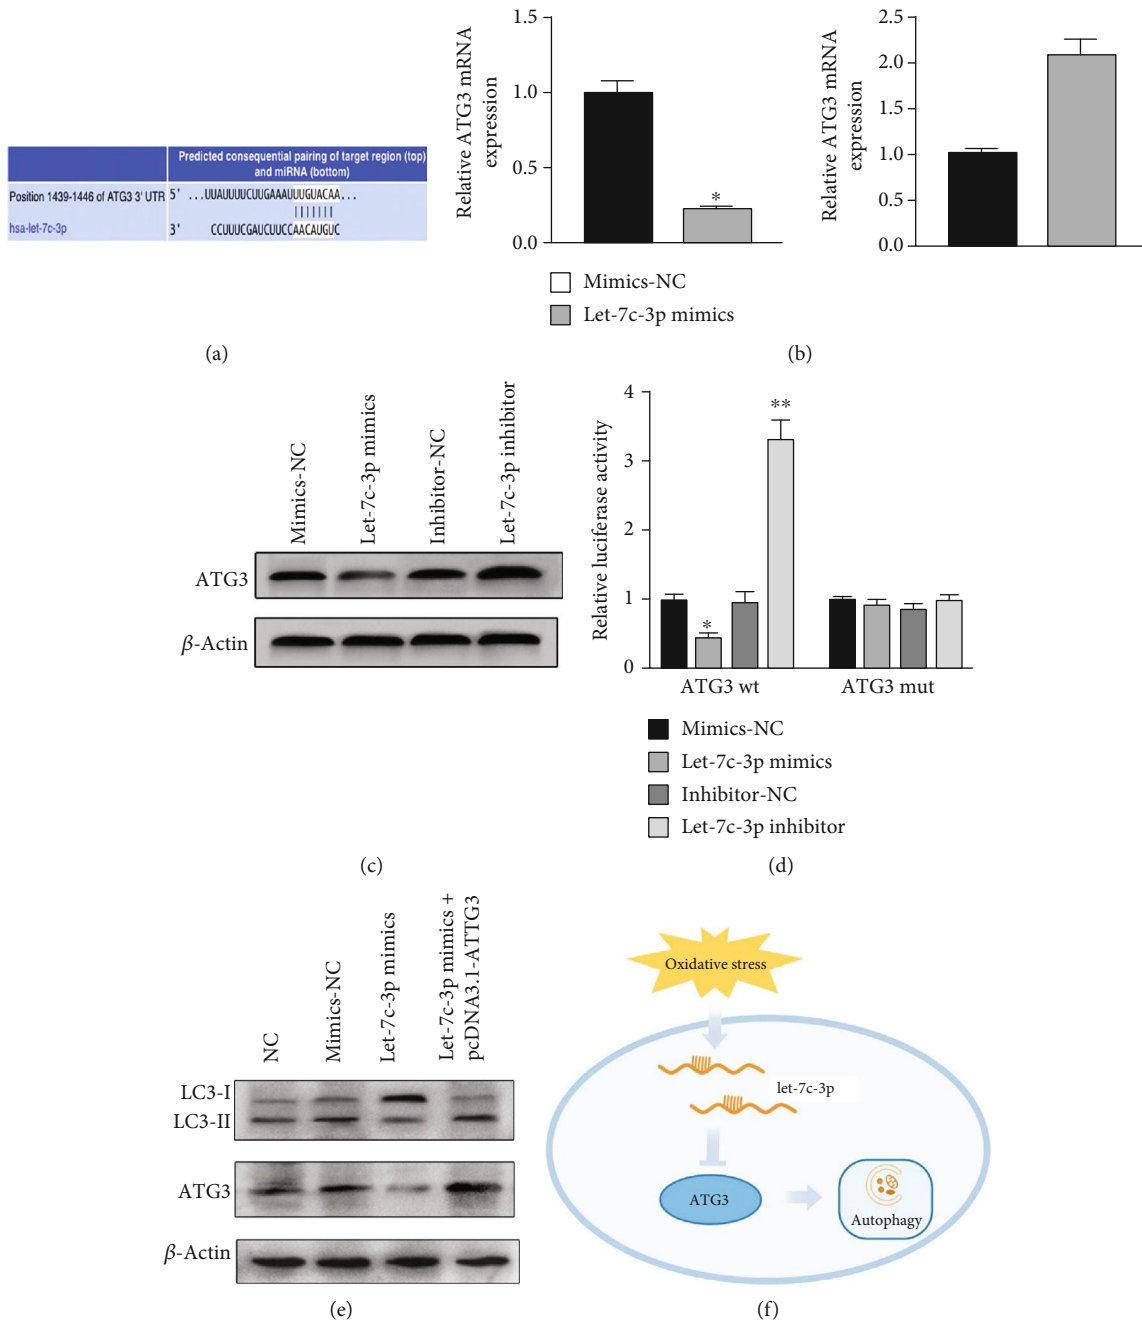 Predicted consequential pairing of target region (top)
and miRNA (bottom)
Position 1439-1446 of ATG3 3' UTR 5' ...UUAUUUUCUUGAAAUUUGUACAA...
hsa-let-7c-3p 3' CCUUUCGAUCUUCCAACAUGUC
(a)
Relative ATG3 mRNA
expression
1.5
1.0
0.5
0.0
*
Mimics-NC
Let-7c-3p mimics
Relative ATG3 mRNA
expression
2.5
2.0
1.5
1.0
0.5
0.0
(b)
Mimics-NC
Let-7c-3p mimics
Inhibitor-NC
Let-7c-3p inhibitor
ATG3
β-Actin
(c)
Relative luciferase activity
4
3
2
1
0
*
**
ATG3 wt
ATG3 mut
Mimics-NC
Let-7c-3p mimics
Inhibitor-NC
Let-7c-3p inhibitor
(d)
NC
Mimics-NC
Let-7c-3p mimics
Let-7c-3p mimics +
pcDNA3.1-ATTG3
LC3-I
LC3-II
ATG3
β-Actin
(e)
Oxidative stress
let-7c-3p
ATG3
Autophagy
(f)